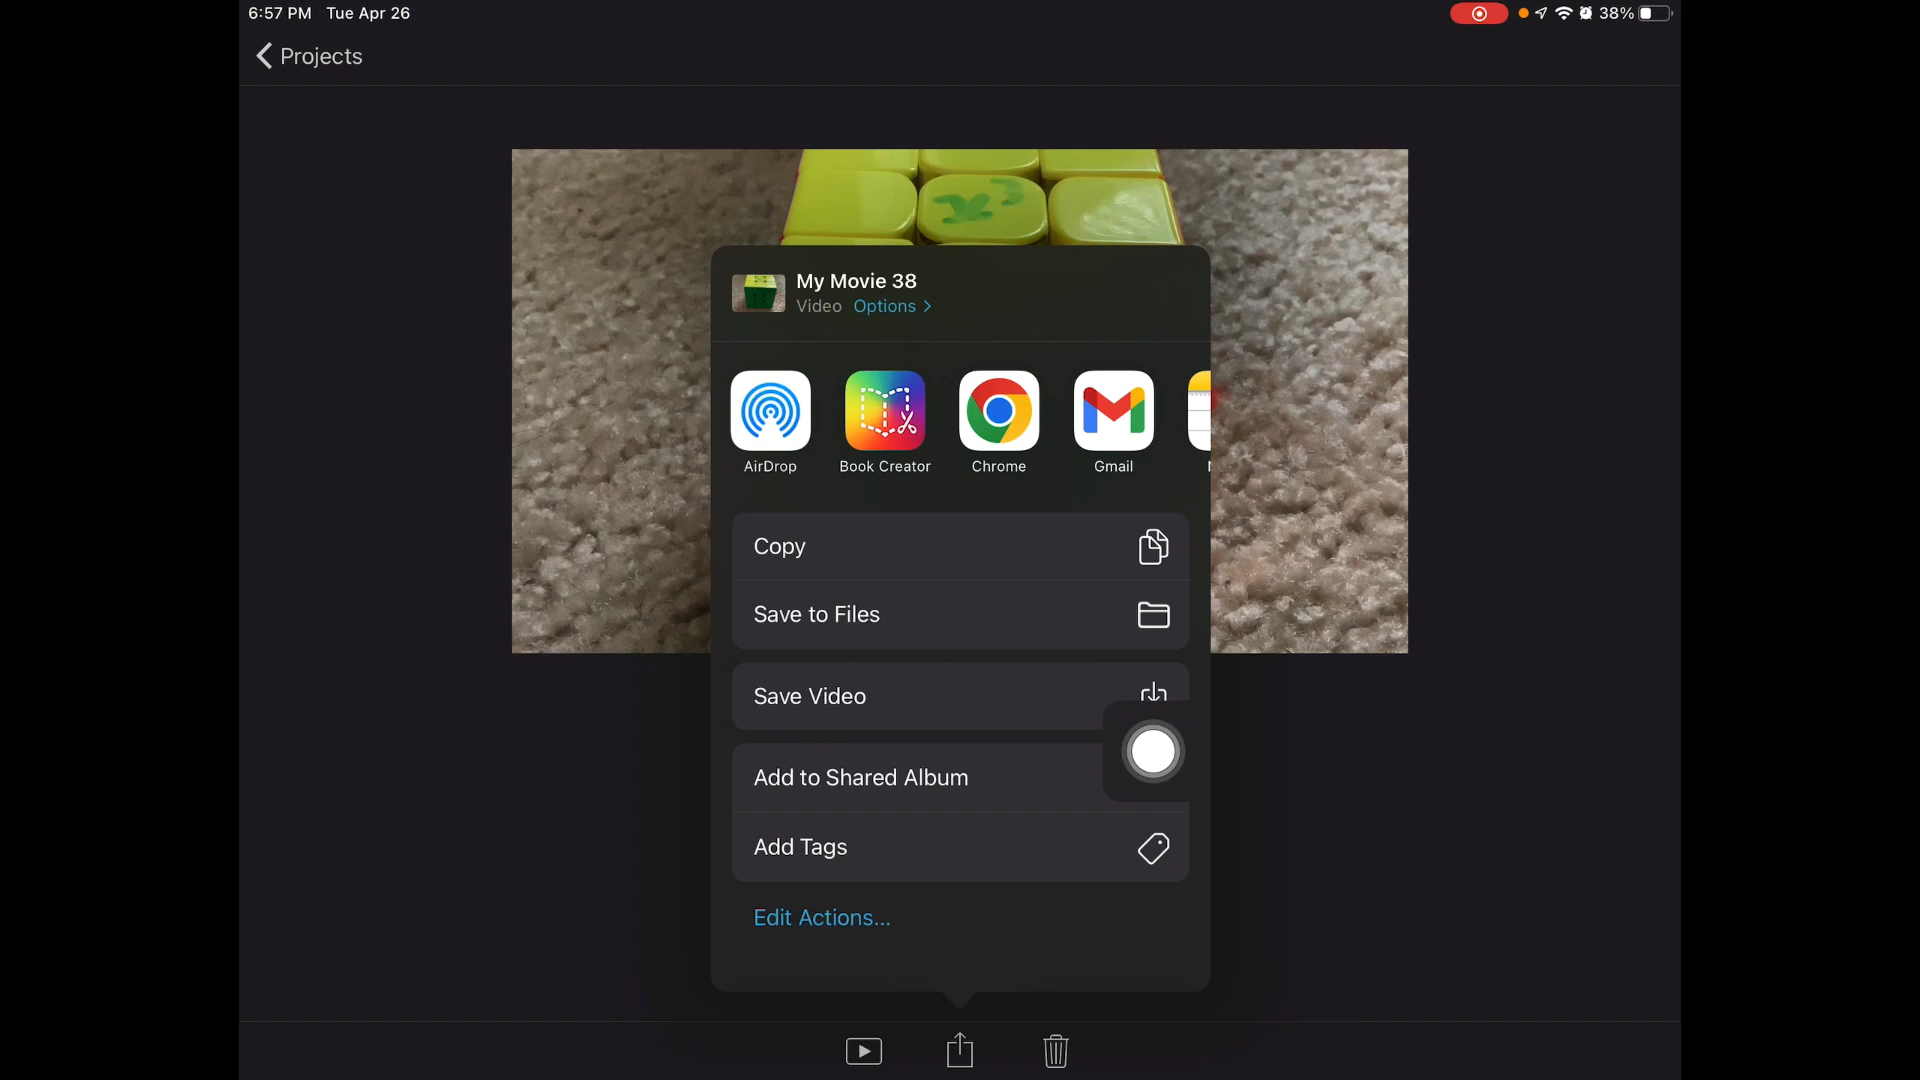 6:57 PM Tue Apr 26
38%
Projects
My Movie 38
Video Options >
AirDrop
Book Creator
Chrome
Gmail
Copy
Save to Files
Save Video
Add to Shared Album
Add Tags
Edit Actions...